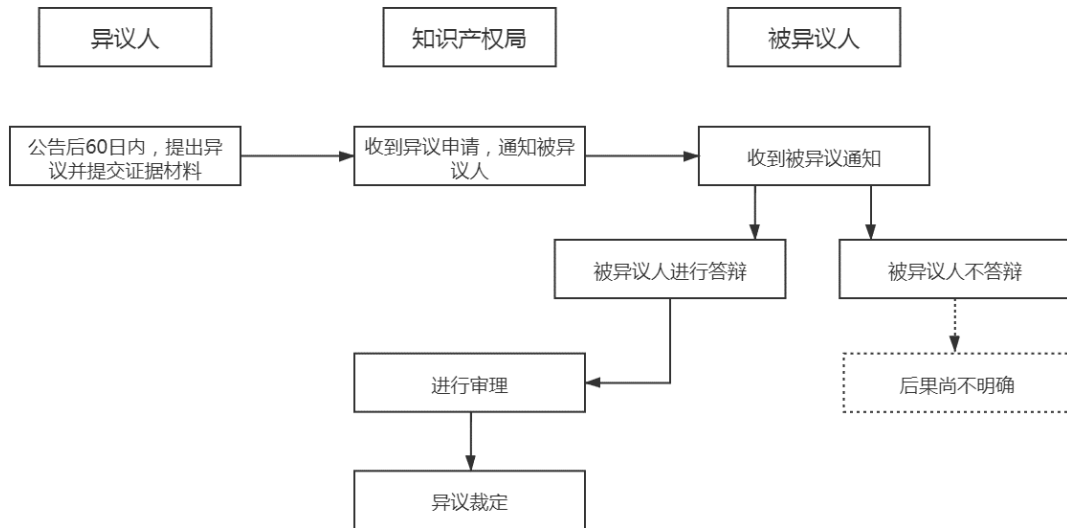 异议人
知识产权局
被异议人
公告后60日内，提出异
议并提交证据材料
收到异议申请，通知被异
议人
收到被异议通知
被异议人进行答辩
被异议人不答辩
进行审理
后果尚不明确
异议裁定